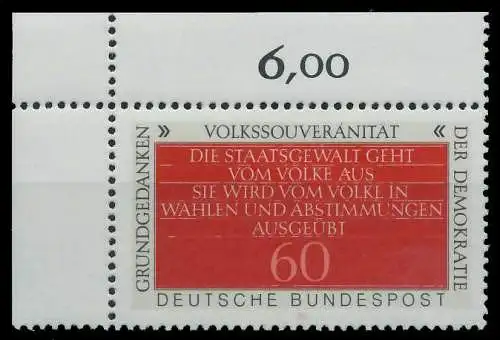 6,00
» VOLKSSOUVERÄNITÄT «
GRUNDGEDANKEN
DER DEMOKRATIE
DIE STAATSGEWALT GEHT
VOM VOLKE AUS
SIE WIRD VOM VOLKE IN
WAHLEN UND ABSTIMMUNGEN
AUSGEÜBT
60
DEUTSCHE BUNDESPOST